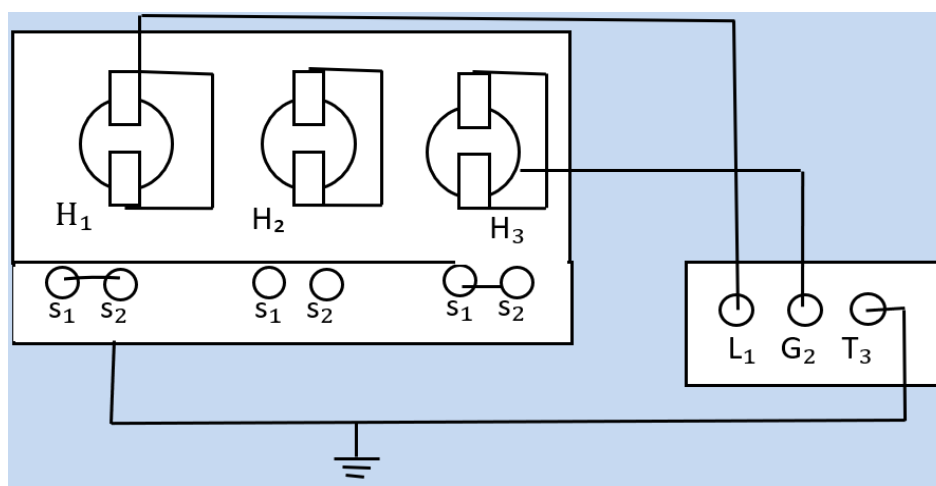 H₁ H₂ H₃
s₁ s₂ s₁ s₂ s₁ s₂
L₁ G₂ T₃